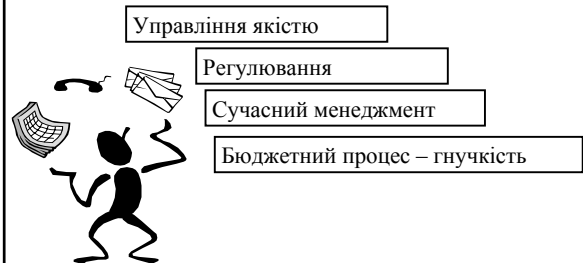 Управління якістю
Регулювання
Сучасний менеджмент
Бюджетний процес – гнучкість